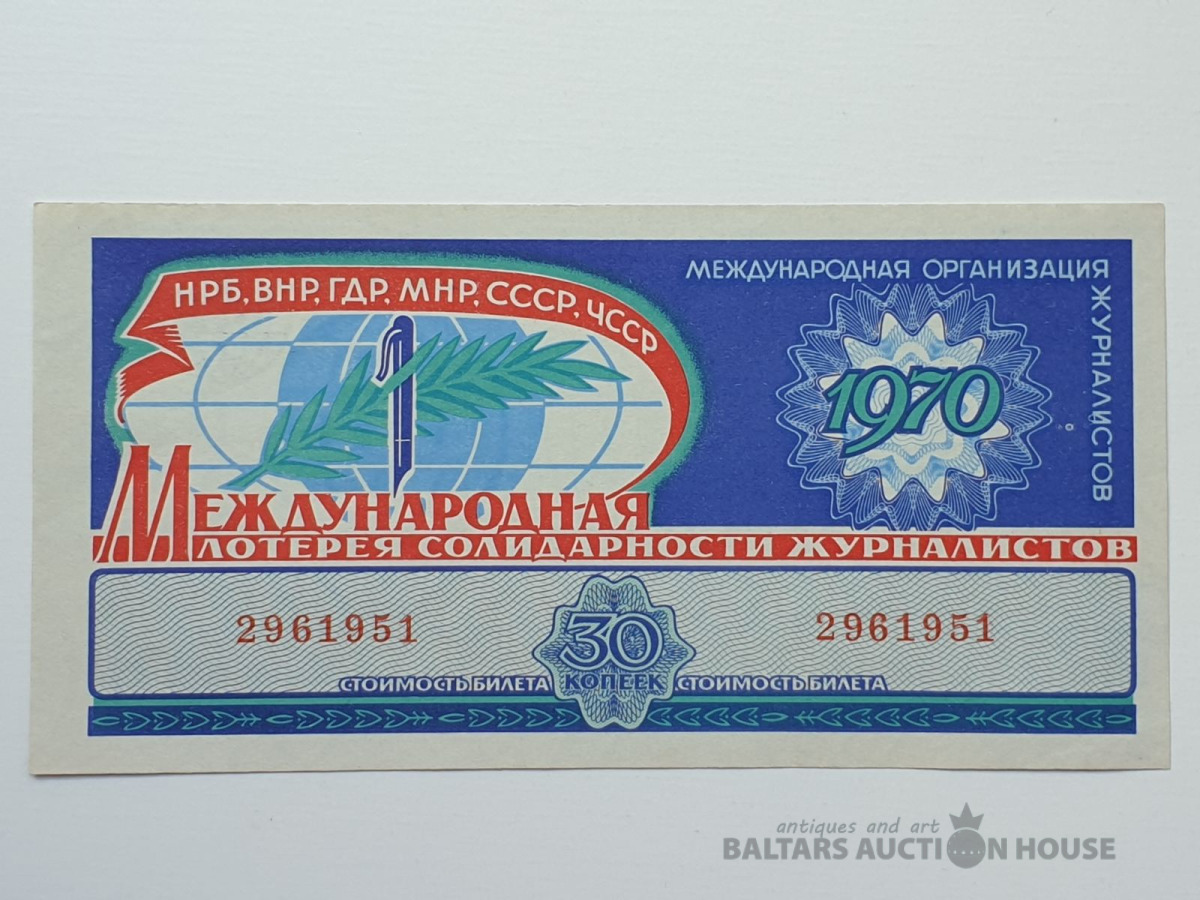 НРБ, ВНР, ГДР, МНР, СССР, ЧССР
МЕЖДУНАРОДНАЯ ОРГАНИЗАЦИЯ
ЖУРНАЛИСТОВ
1970
МЕЖДУНАРОДНАЯ
ЛОТЕРЕЯ СОЛИДАРНОСТИ ЖУРНАЛИСТОВ
2961951
30
КОПЕЕК
2961951
СТОИМОСТЬ БИЛЕТА
СТОИМОСТЬ БИЛЕТА
antiques and art
BALTARS AUCTION HOUSE